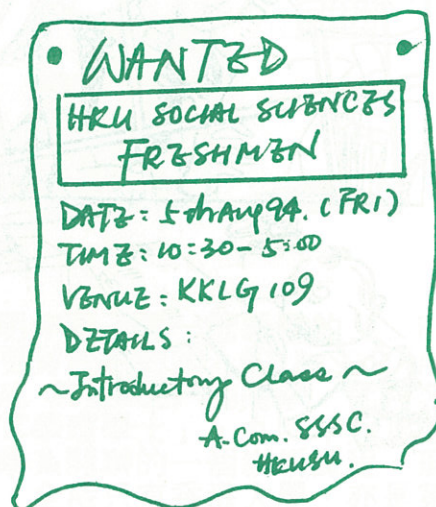 WANTED
HKU SOCIAL SCIENCES
FRESHMEN
DATE: 5th Aug 94. (FRI)
TIME: 10:30 - 5:00
VENUE: KKLG 109
DETAILS:
~Introductory Class~
A. Com. SSSC.
HKUSU.